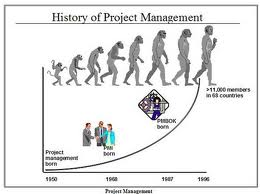 History of Project Management
>11,000 members
in 63 countries
PMBOK
born
PMI
born
Project
management
born
1950
1968
1987
1996
Project Management